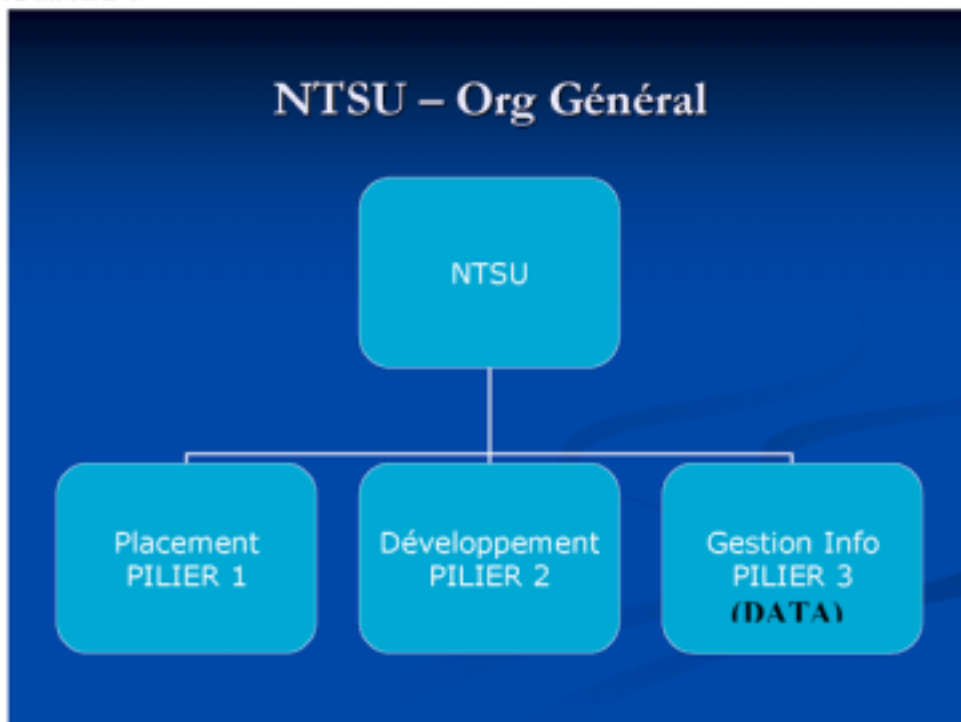 NTSU – Org Général
NTSU
Placement
PILIER 1
Développement
PILIER 2
Gestion Info
PILIER 3
(DATA)